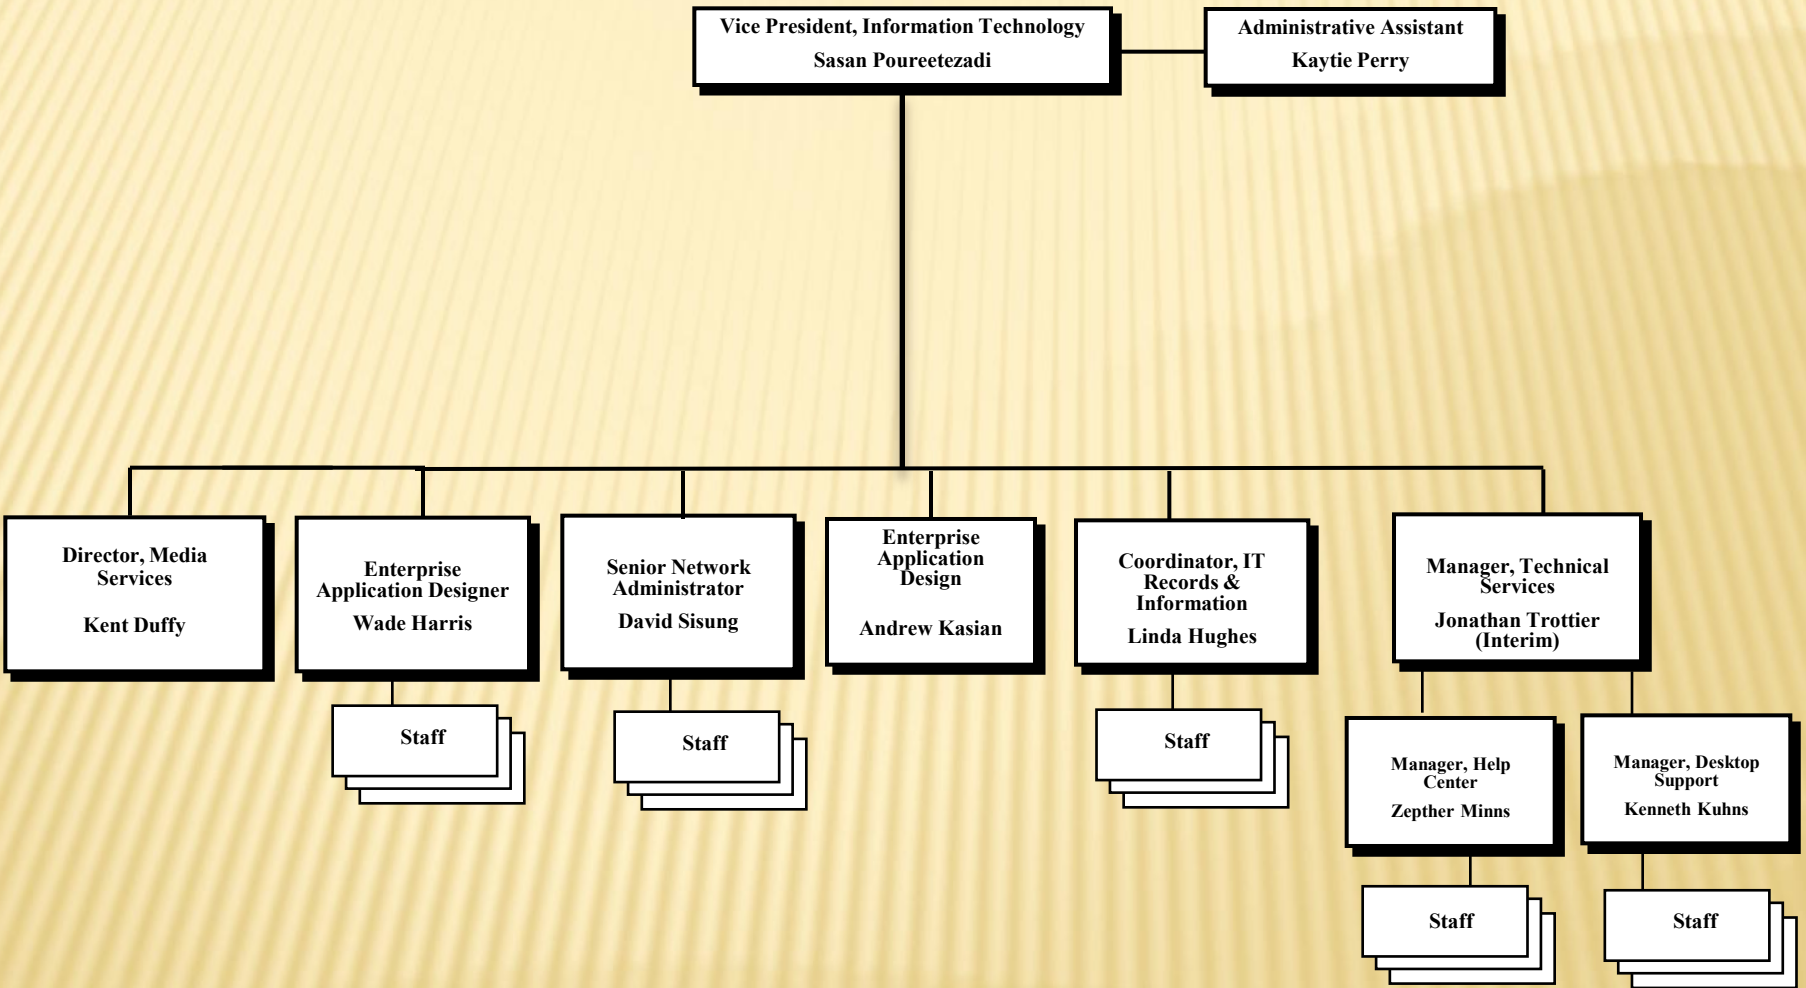 Vice President, Information Technology
Sasan Poureetezadi
Administrative Assistant
Kaytie Perry
Director, Media
Services
Kent Duffy
Enterprise
Application Designer
Wade Harris
Staff
Senior Network
Administrator
David Sisung
Staff
Enterprise
Application
Design
Andrew Kasian
Coordinator, IT
Records &
Information
Linda Hughes
Staff
Manager, Technical
Services
Jonathan Trottier
(Interim)
Manager, Help
Center
Zepther Minns
Staff
Manager, Desktop
Support
Kenneth Kuhns
Staff